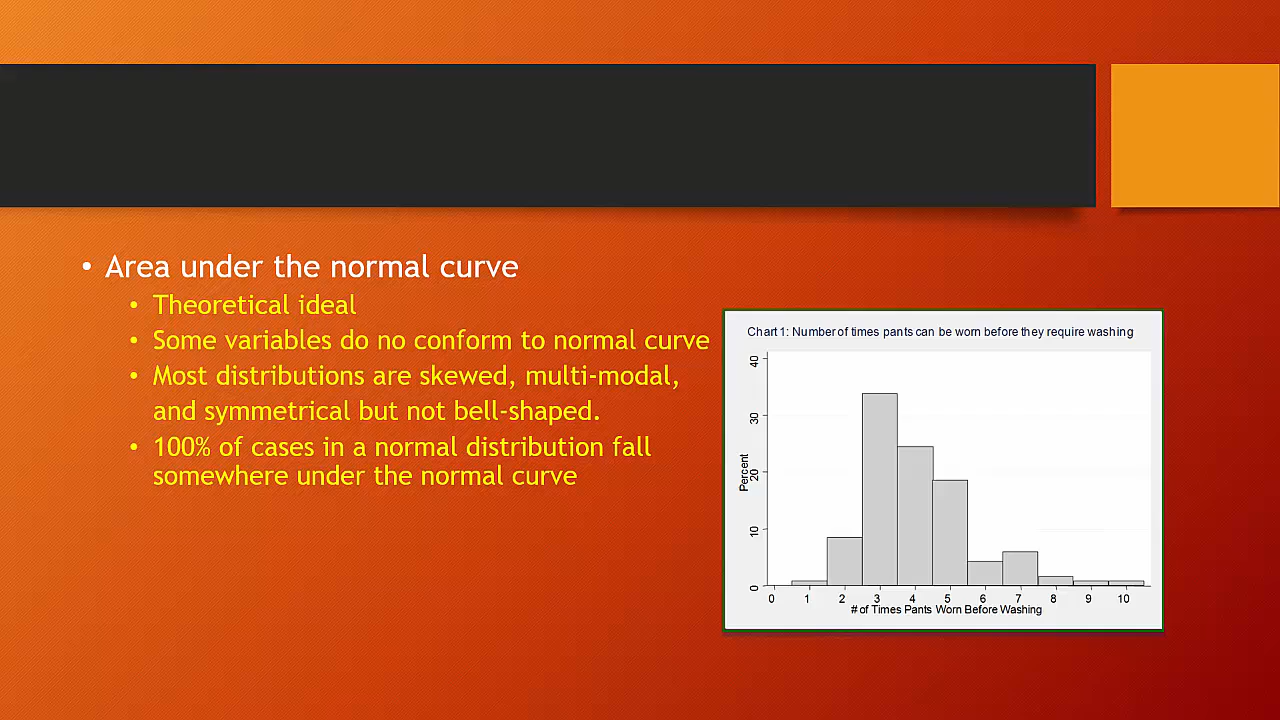 • Area under the normal curve
• Theoretical ideal
• Some variables do no conform to normal curve
• Most distributions are skewed, multi-modal,
and symmetrical but not bell-shaped.
• 100% of cases in a normal distribution fall
somewhere under the normal curve
Chart 1: Number of times pants can be worn before they require washing
Percent
40
30
20
10
0
0 1 2 3 4 5 6 7 8 9 10
# of Times Pants Worn Before Washing